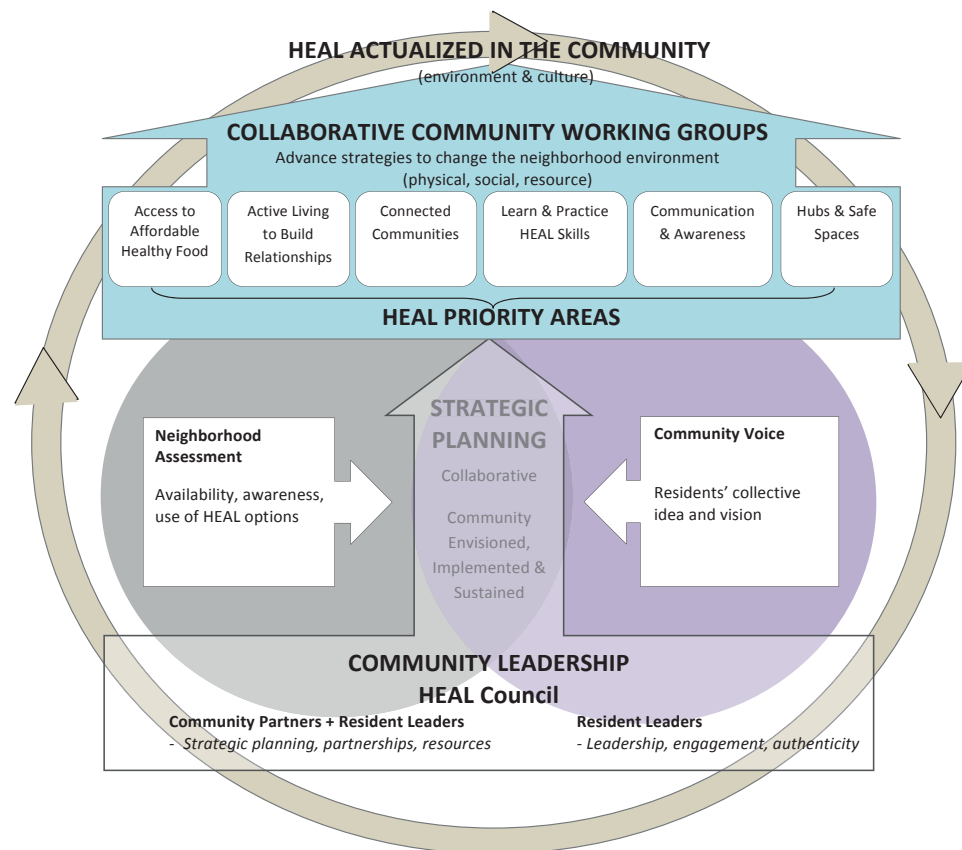 HEAL ACTUALIZED IN THE COMMUNITY
(environment & culture)
COLLABORATIVE COMMUNITY WORKING GROUPS
Advance strategies to change the neighborhood environment
(physical, social, resource)
Access to
Affordable
Healthy Food
Active Living
to Build
Relationships
Connected
Communities
Learn & Practice
HEAL Skills
Communication
& Awareness
Hubs & Safe
Spaces
HEAL PRIORITY AREAS
Neighborhood
Assessment
Availability, awareness,
use of HEAL options
STRATEGIC
PLANNING
Collaborative
Community
Envisioned,
Implemented &
Sustained
Community Voice
Residents’ collective
idea and vision
COMMUNITY LEADERSHIP
HEAL Council
Community Partners + Resident Leaders
- Strategic planning, partnerships, resources
Resident Leaders
- Leadership, engagement, authenticity